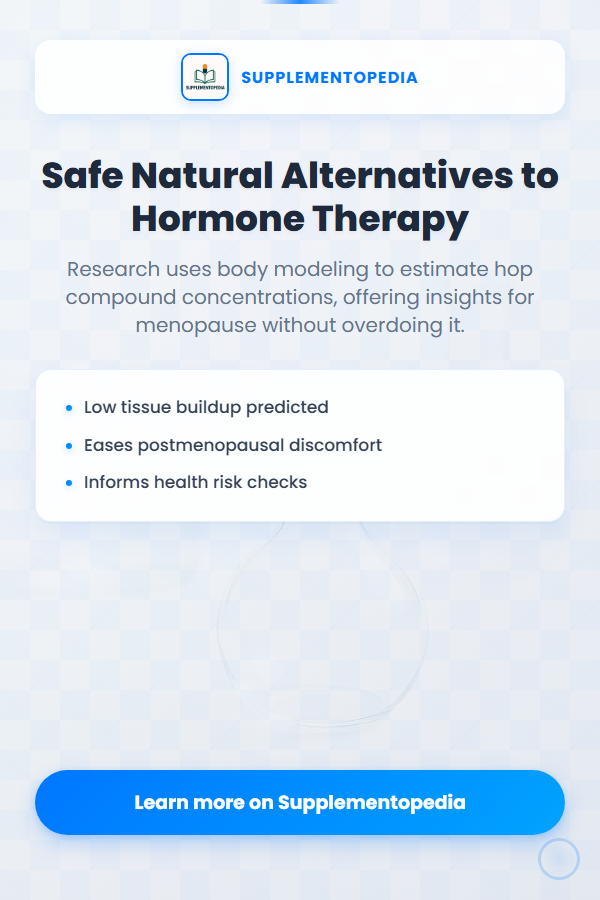 SUPPLEMENTOPEDIA
SUPPLEMENTOPEDIA
Safe Natural Alternatives to
Hormone Therapy
Research uses body modeling to estimate hop
compound concentrations, offering insights for
menopause without overdoing it.
Low tissue buildup predicted
Eases postmenopausal discomfort
Informs health risk checks
Learn more on Supplementopedia